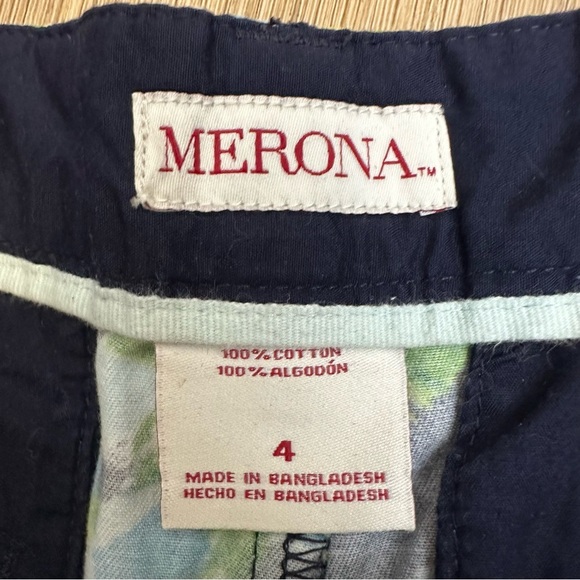 MERONA™
100% COTTON
100% ALGODÓN
4
MADE IN BANGLADESH
HECHO EN BANGLADESH